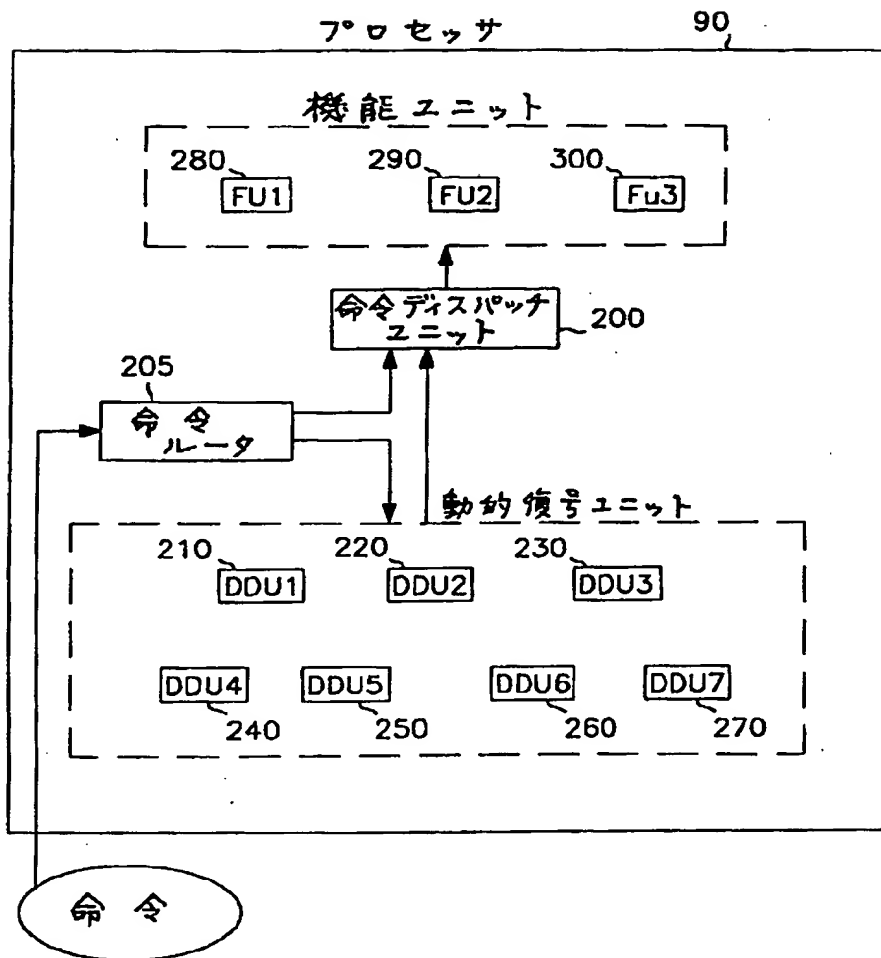 プロセッサ
90
機能ユニット
280
290
300
FU1
FU2
Fu3
命令ディスパッチ
ユニット
200
205
命令
ルータ
動的復号ユニット
210
220
230
DDU1
DDU2
DDU3
DDU4
DDU5
DDU6
DDU7
240
250
260
270
命令